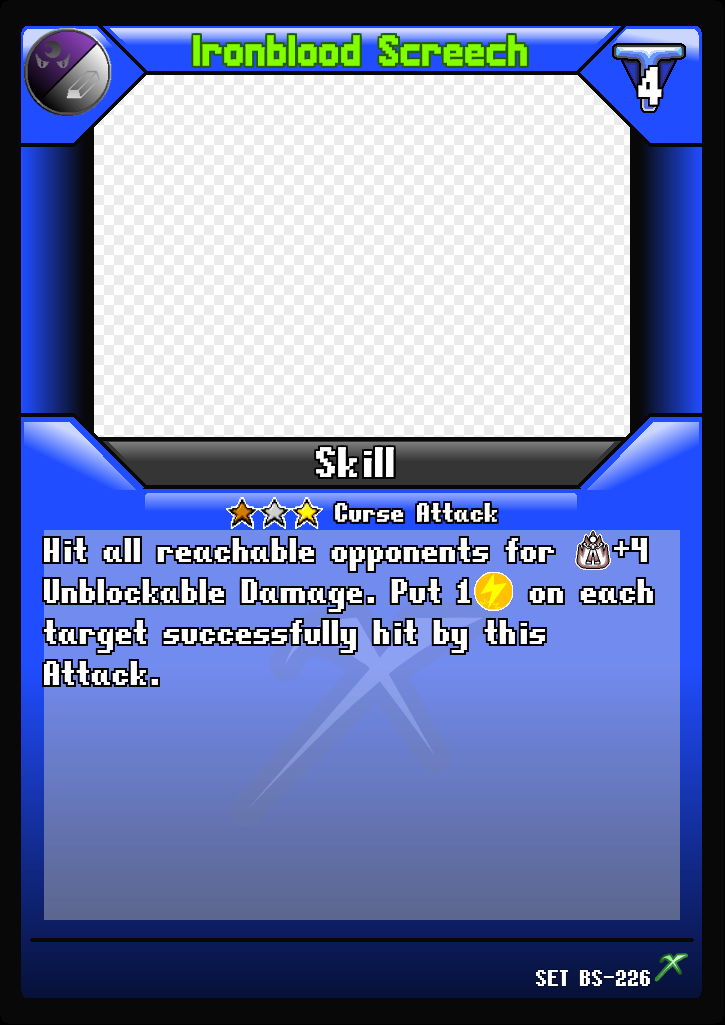 Ironblood Screech
4
Skill
Curse Attack
Hit all reachable opponents for A+4
Unblockable Damage. Put 1 on each
target successfully hit by this
Attack.
SET BS-226